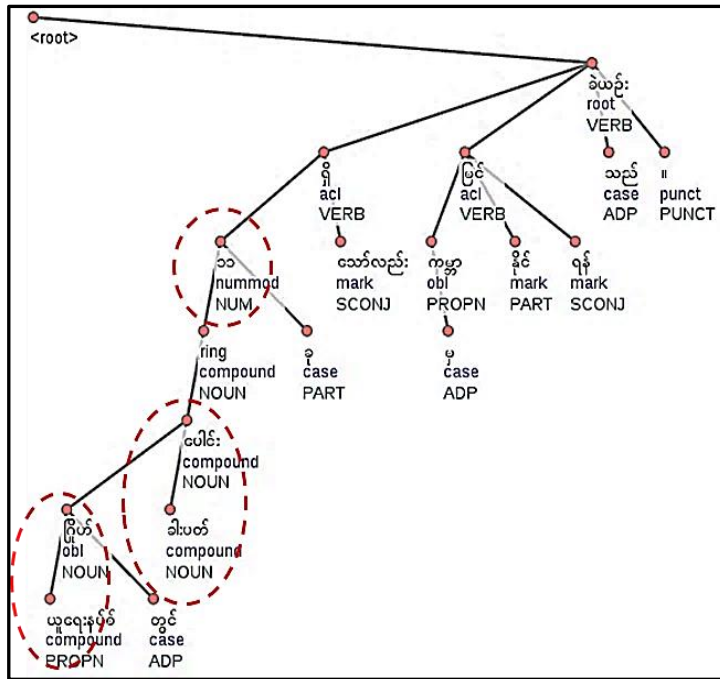 <root>
ခဲယဉ်း
root
VERB
ရှိ
acl
VERB
မြင်
acl
VERB
သည်
case
ADP
။
punct
PUNCT
၁၁
nummod
NUM
သော်လည်း
mark
SCONJ
ကမ္ဘာ
obl
PROPN
နိုင်
mark
PART
ရန်
mark
SCONJ
ring
compound
NOUN
ခု
case
PART
မှ
case
ADP
ပေါင်း
compound
NOUN
ဂြိုဟ်
obl
NOUN
ခါးပတ်
compound
NOUN
ယူရေးနပ်စ်
compound
PROPN
တွင်
case
ADP